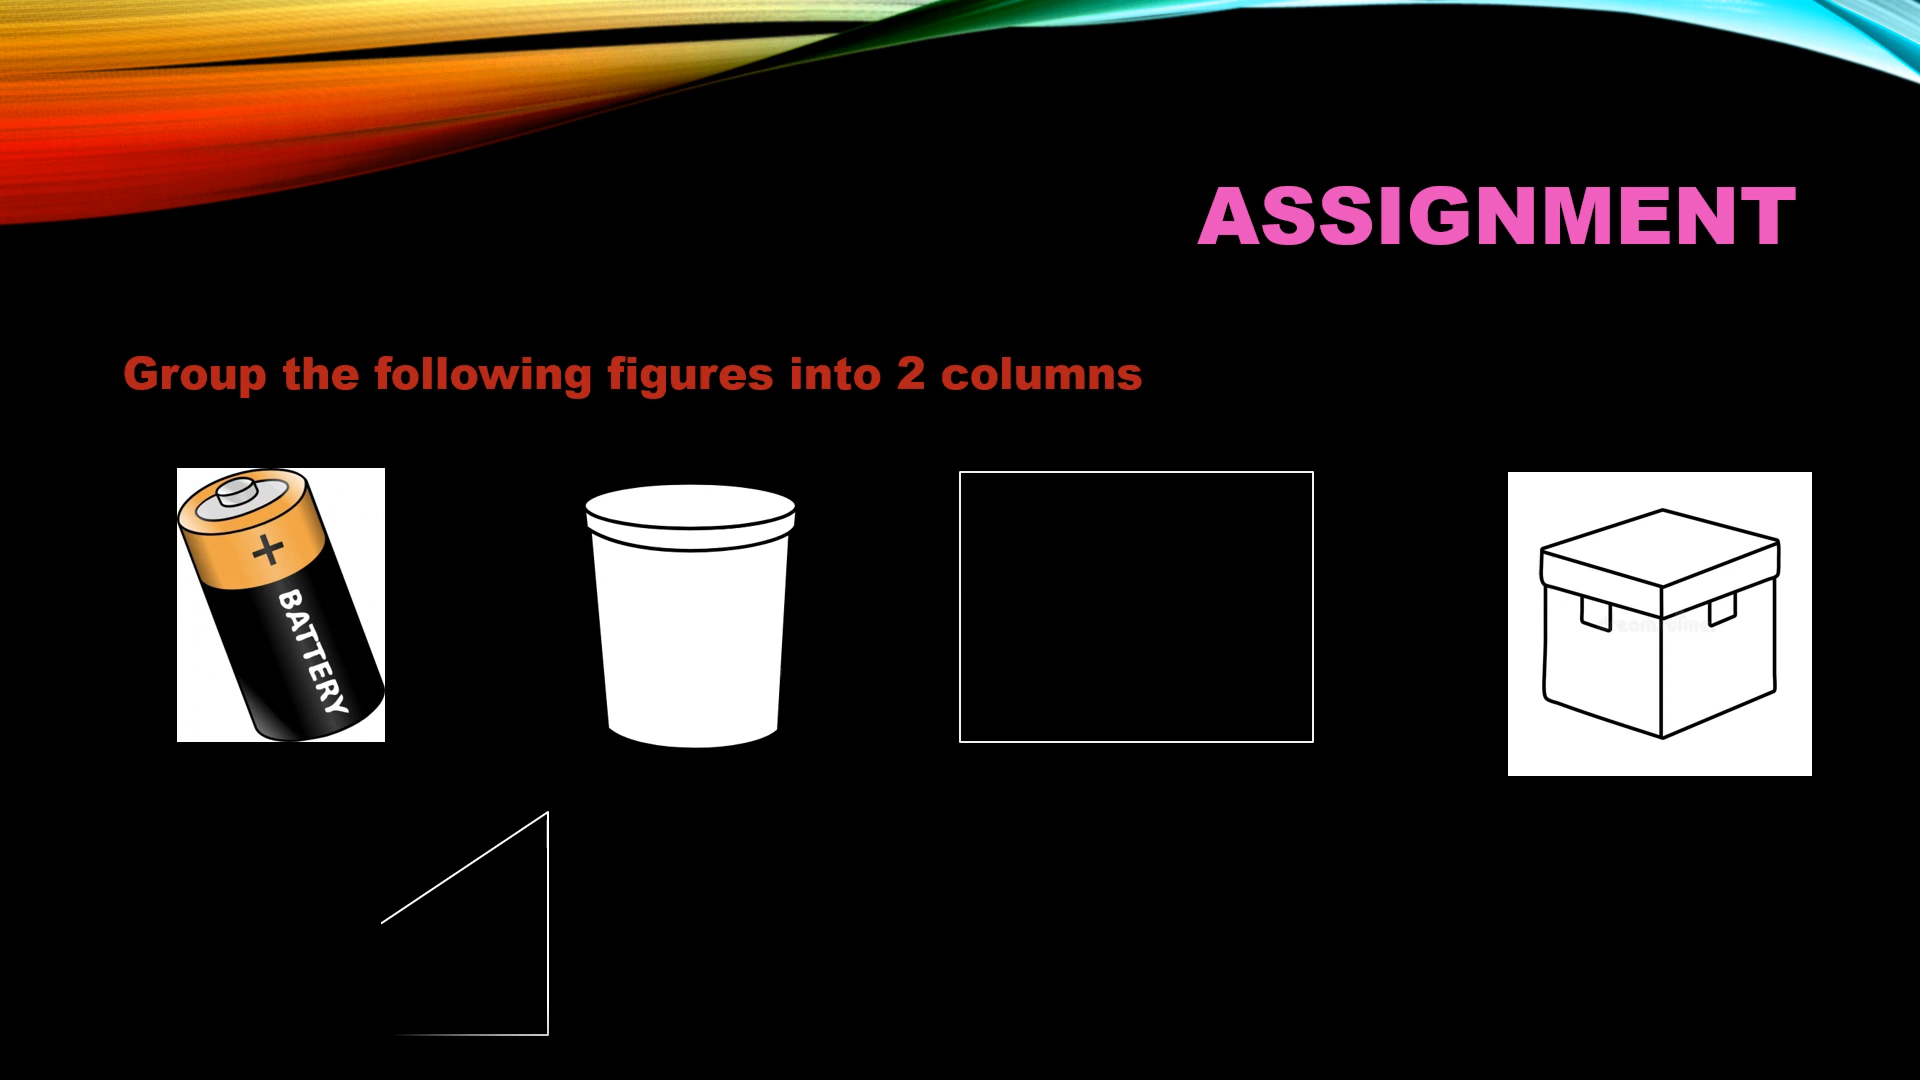 ASSIGNMENT
Group the following figures into 2 columns
+
BATTERY